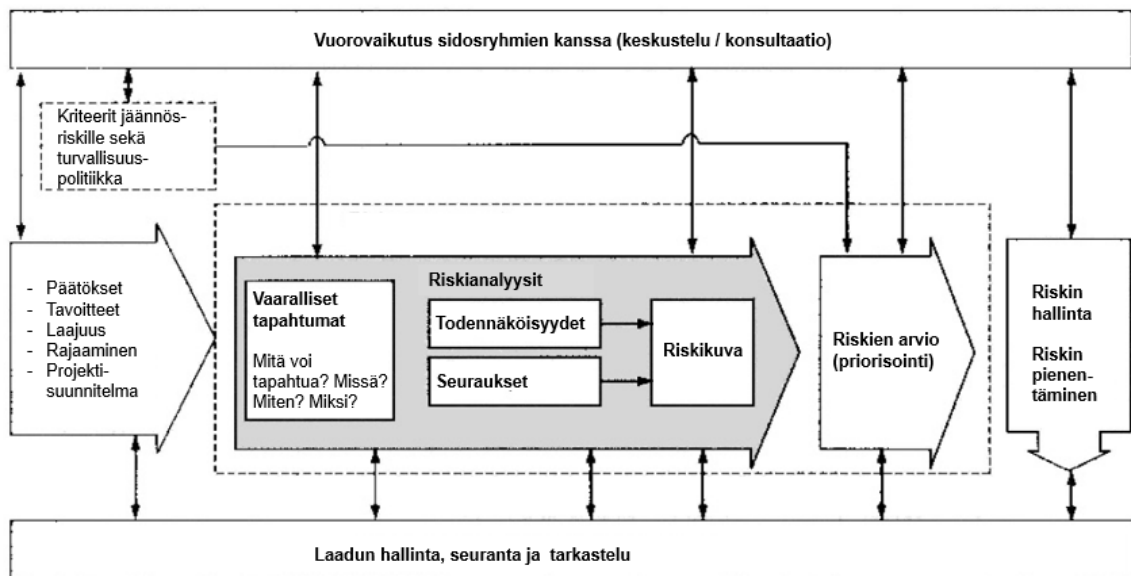 Vuorovaikutus sidosryhmien kanssa (keskustelu / konsultaatio)
Kriteerit jäännös-
riskille sekä
turvallisuus-
politiikka
- Päätökset
- Tavoitteet
- Laajuus
- Rajaaminen
- Projekti-
suunnitelma
Riskianalyysit
Vaaralliset
tapahtumat
Mitä voi
tapahtua? Missä?
Miten? Miksi?
Todennäköisyydet
Seuraukset
Riskikuva
Riskien arvio
(priorisointi)
Riskin
hallinta
Riskin
pienen-
täminen
Laadun hallinta, seuranta ja tarkastelu